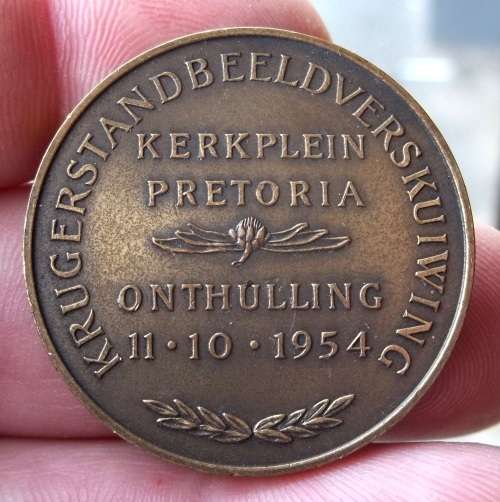 KRUGERSTANDBEELDVERSKUIWING
KERKPLEIN
PRETORIA
ONTHULLING
11 · 10 · 1954